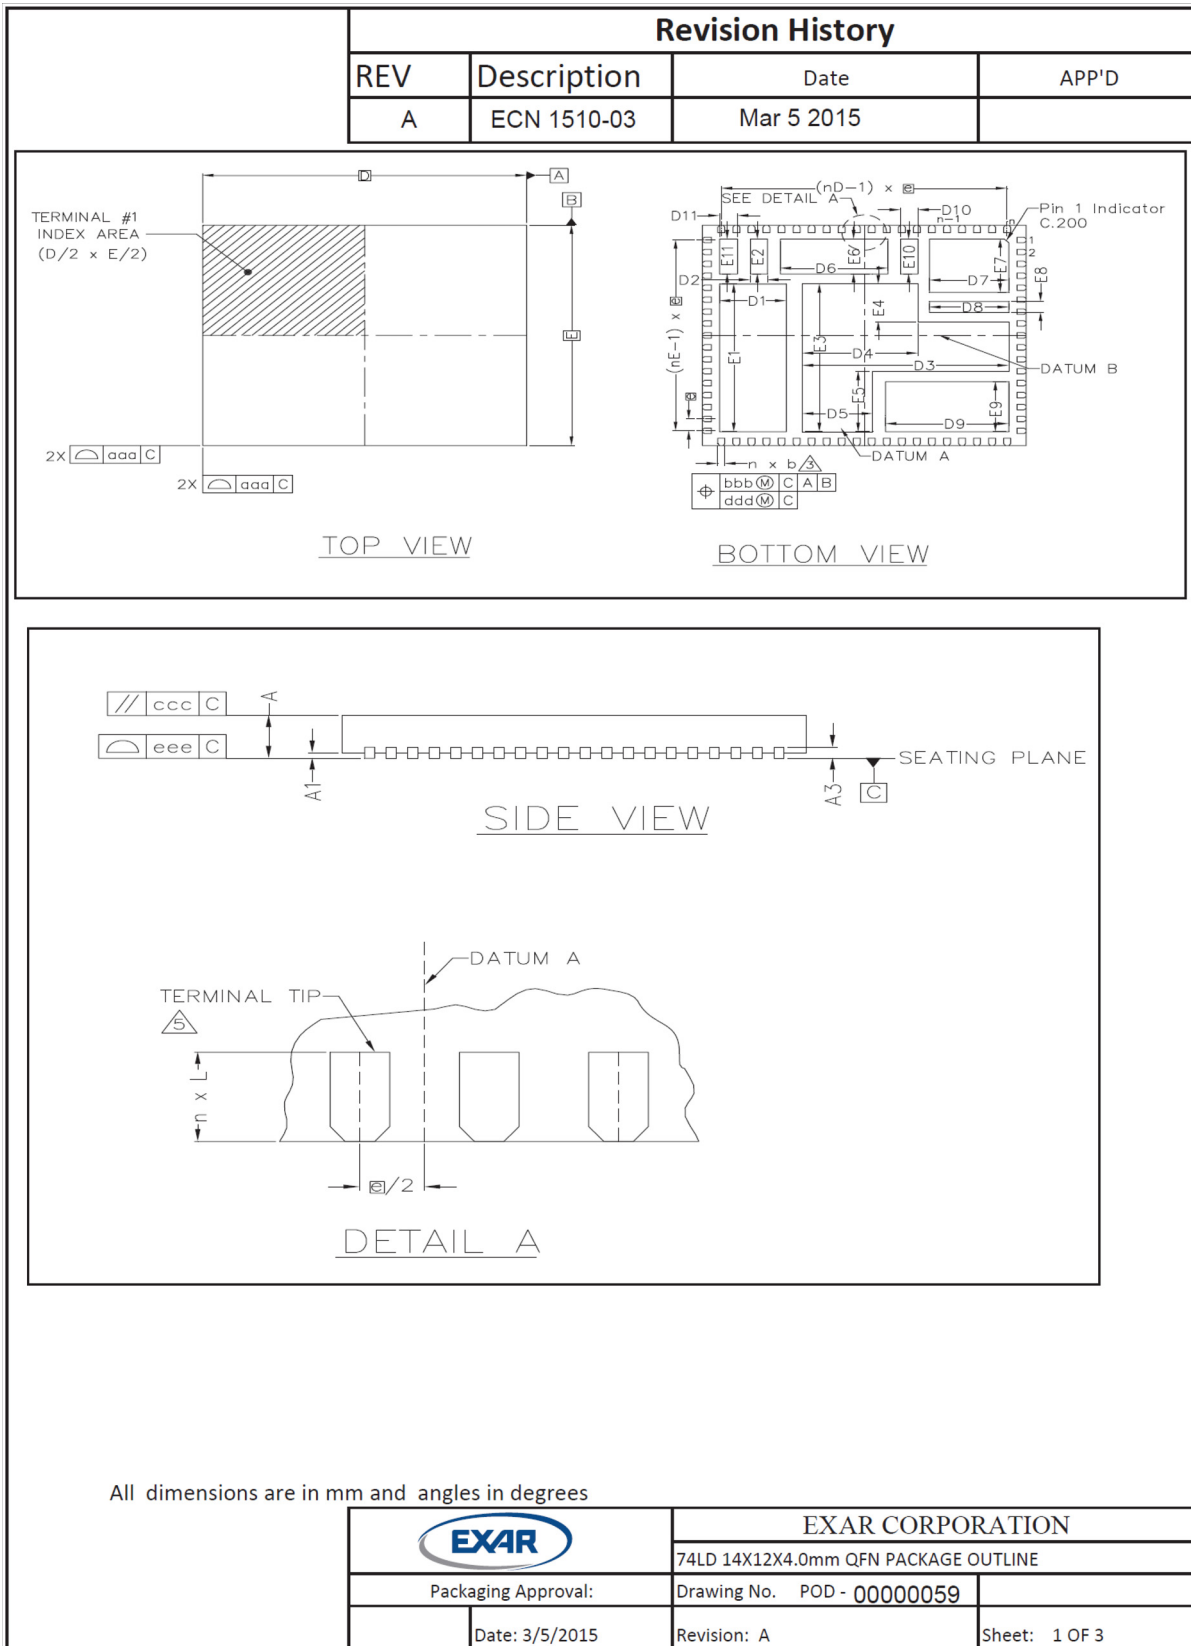 Revision History
REV Description Date APP'D
A ECN 1510-03 Mar 5 2015
D A
B
TERMINAL #1
INDEX AREA
(D/2 x E/2)
E
2X aaa C
2X aaa C
TOP VIEW
(nD-1) x e
SEE DETAIL A
D11 D10
n-1 n
Pin 1 Indicator
C.200
1
2
E11 E2 E6 E10 E7 E8
D2 D6 D7
D1 E4 D8
(nE-1) x e
E1 E3 D4
D3
DATUM B
e
E5 E9
D5 D9
DATUM A
n x b 3
bbb M C A B
ddd M C
BOTTOM VIEW
// ccc C A
eee C
A1 A3
SEATING PLANE
C
SIDE VIEW
DATUM A
TERMINAL TIP
5
n x L
e/2
DETAIL A
All dimensions are in mm and angles in degrees
EXAR
EXAR CORPORATION
74LD 14X12X4.0mm QFN PACKAGE OUTLINE
Packaging Approval: Drawing No. POD - 00000059
Date: 3/5/2015 Revision: A Sheet: 1 OF 3